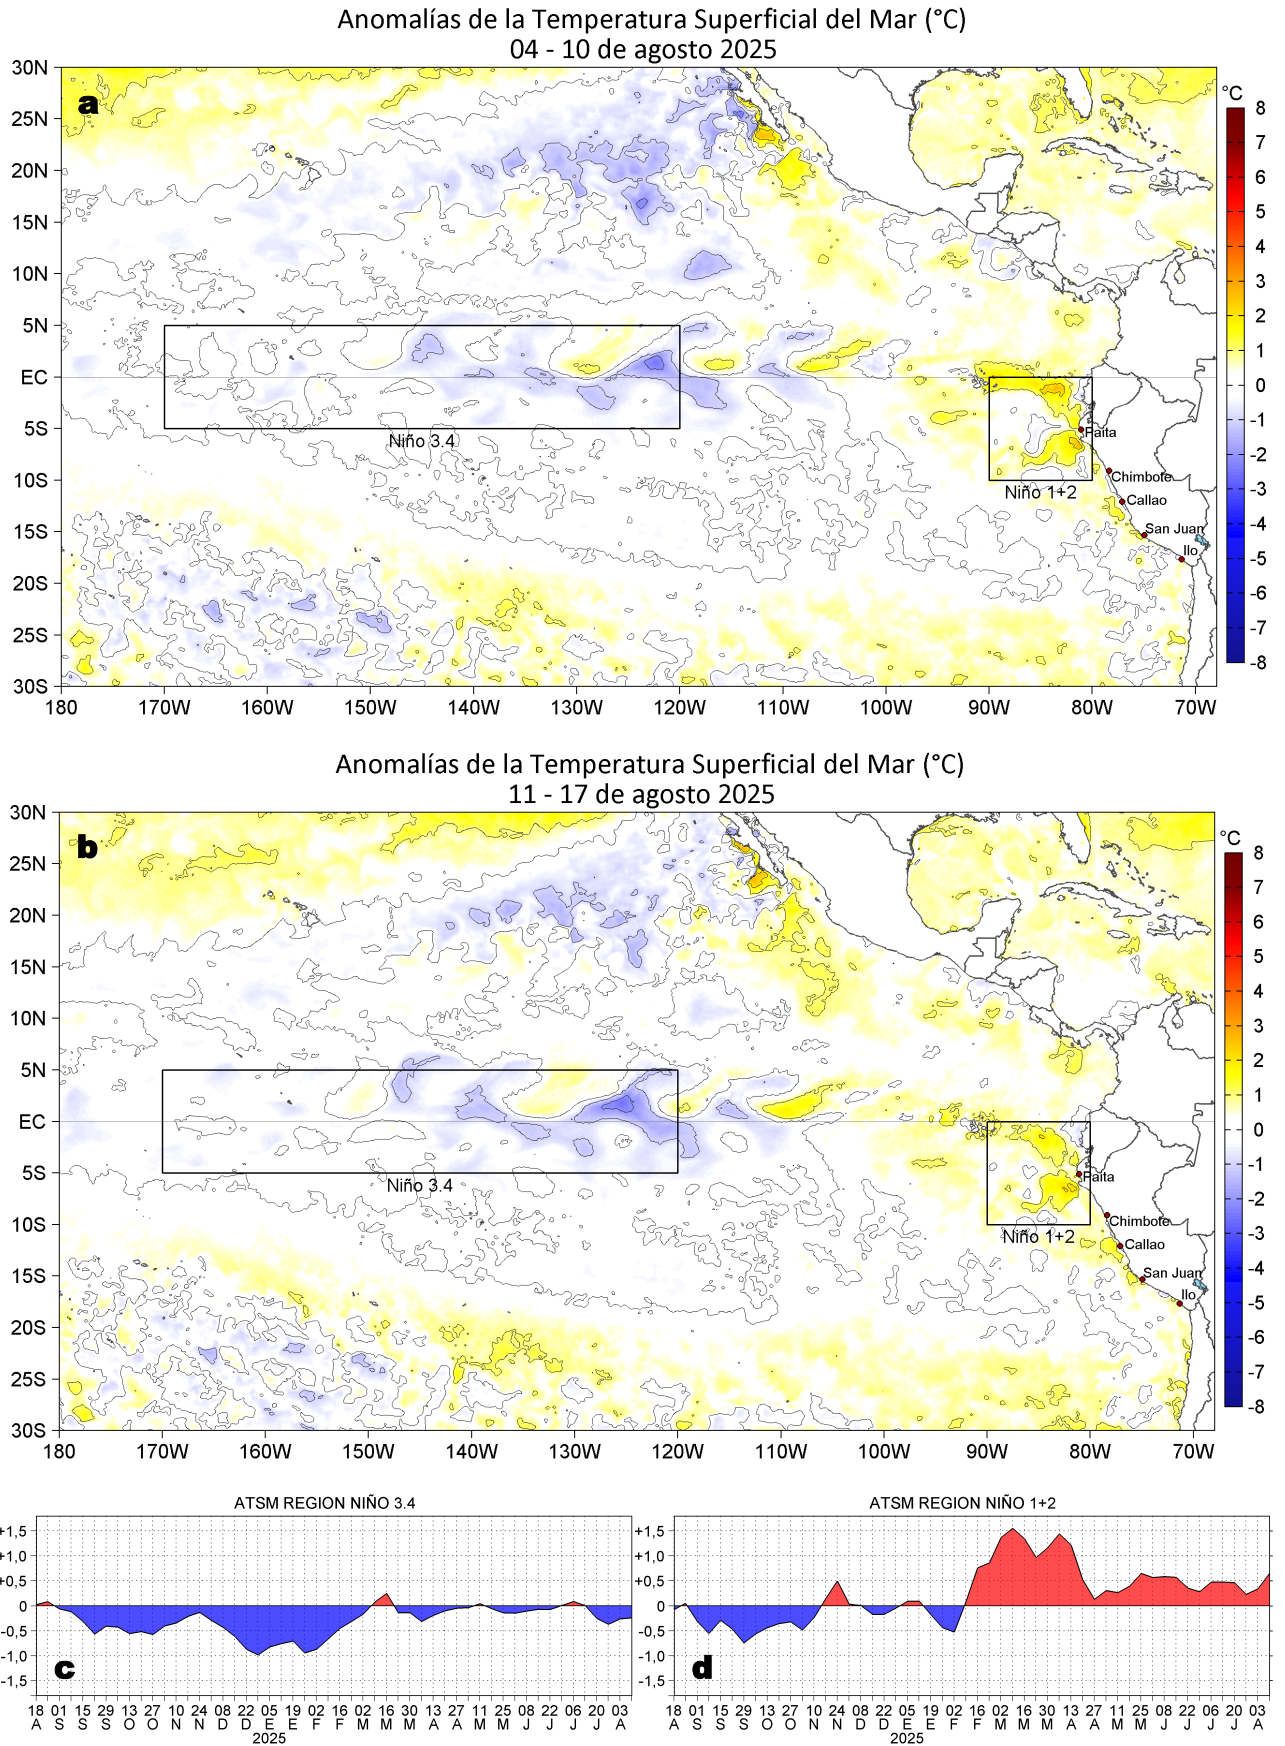 Anomalías de la Temperatura Superficial del Mar (°C)
04 - 10 de agosto 2025
a
°C
30N
25N
20N
15N
10N
5N
EC
5S
10S
15S
20S
25S
30S
180 170W 160W 150W 140W 130W 120W 110W 100W 90W 80W 70W
8
7
6
5
4
3
2
1
0
-1
-2
-3
-4
-5
-6
-7
-8
Niño 3.4
Niño 1+2
Paita
Chimbote
Callao
San Juan
Ilo
Anomalías de la Temperatura Superficial del Mar (°C)
11 - 17 de agosto 2025
b
°C
30N
25N
20N
15N
10N
5N
EC
5S
10S
15S
20S
25S
30S
180 170W 160W 150W 140W 130W 120W 110W 100W 90W 80W 70W
8
7
6
5
4
3
2
1
0
-1
-2
-3
-4
-5
-6
-7
-8
Niño 3.4
Niño 1+2
Paita
Chimbote
Callao
San Juan
Ilo
ATSM REGION NIÑO 3.4
+1,5
+1,0
+0,5
0
-0,5
-1,0
-1,5
c
18 01 15 29 13 27 10 24 08 22 05 19 02 16 02 16 30 13 27 11 25 08 22 06 20 03
A S S S O O N N D D E E F F M M M A A M M J J J J A
2025
ATSM REGION NIÑO 1+2
+1,5
+1,0
+0,5
0
-0,5
-1,0
-1,5
d
18 01 15 29 13 27 10 24 08 22 05 19 02 16 02 16 30 13 27 11 25 08 22 06 20 03
A S S S O O N N D D E E F F M M M A A M M J J J J A
2025